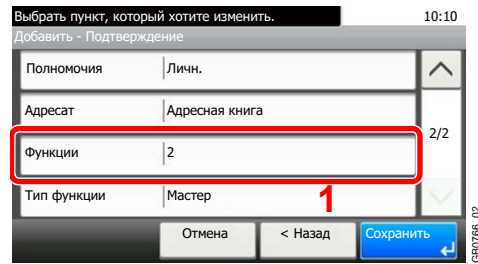 Выбрать пункт, который хотите изменить. 10:10
Добавить - Подтверждение
Полномочия Личн.
Адресат Адресная книга
2/2
Функции 2
Тип функции Мастер
1
Отмена < Назад Сохранить
GB0766_02